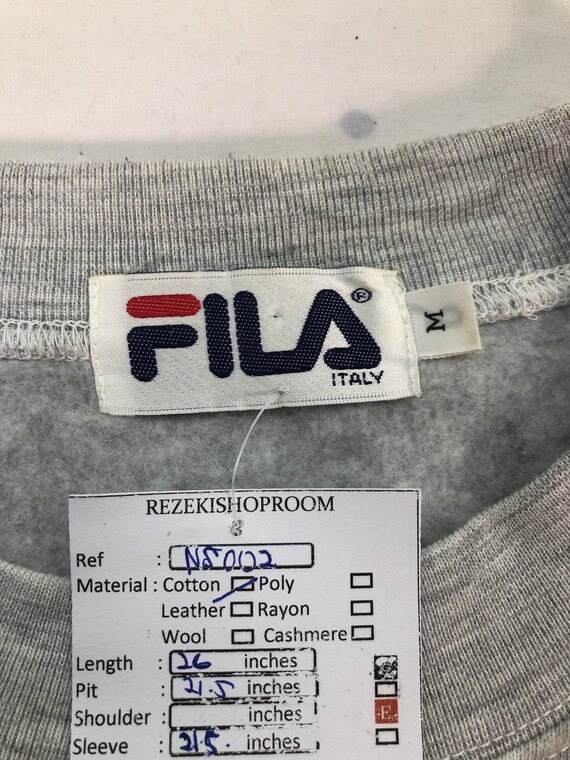 FILA®
ITALY
M
REZEKISHOPROOM
Ref : NS002
Material : Cotton Poly
Leather Rayon
Wool Cashmere
Length : 26 inches
Pit : 21.5 inches
Shoulder : inches
E
Sleeve : 21.5. inches